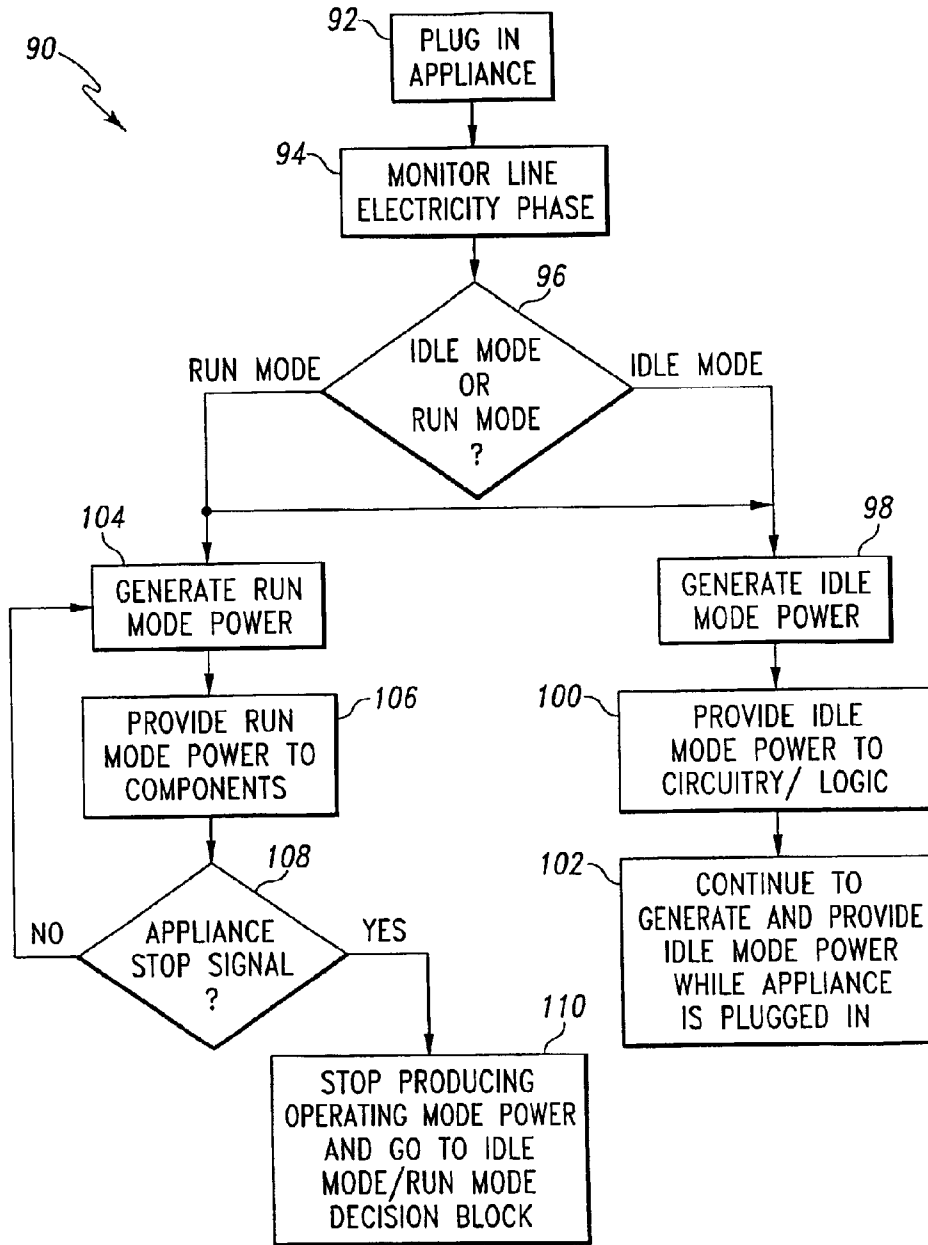 90
92
PLUG IN
APPLIANCE
94
MONITOR LINE
ELECTRICITY PHASE
96
IDLE MODE
OR
RUN MODE
?
RUN MODE
IDLE MODE
104
GENERATE RUN
MODE POWER
98
GENERATE IDLE
MODE POWER
106
PROVIDE RUN
MODE POWER TO
COMPONENTS
100
PROVIDE IDLE
MODE POWER TO
CIRCUITRY/ LOGIC
108
APPLIANCE
STOP SIGNAL
?
NO
YES
102
CONTINUE TO
GENERATE AND PROVIDE
IDLE MODE POWER
WHILE APPLIANCE
IS PLUGGED IN
110
STOP PRODUCING
OPERATING MODE POWER
AND GO TO IDLE
MODE/RUN MODE
DECISION BLOCK